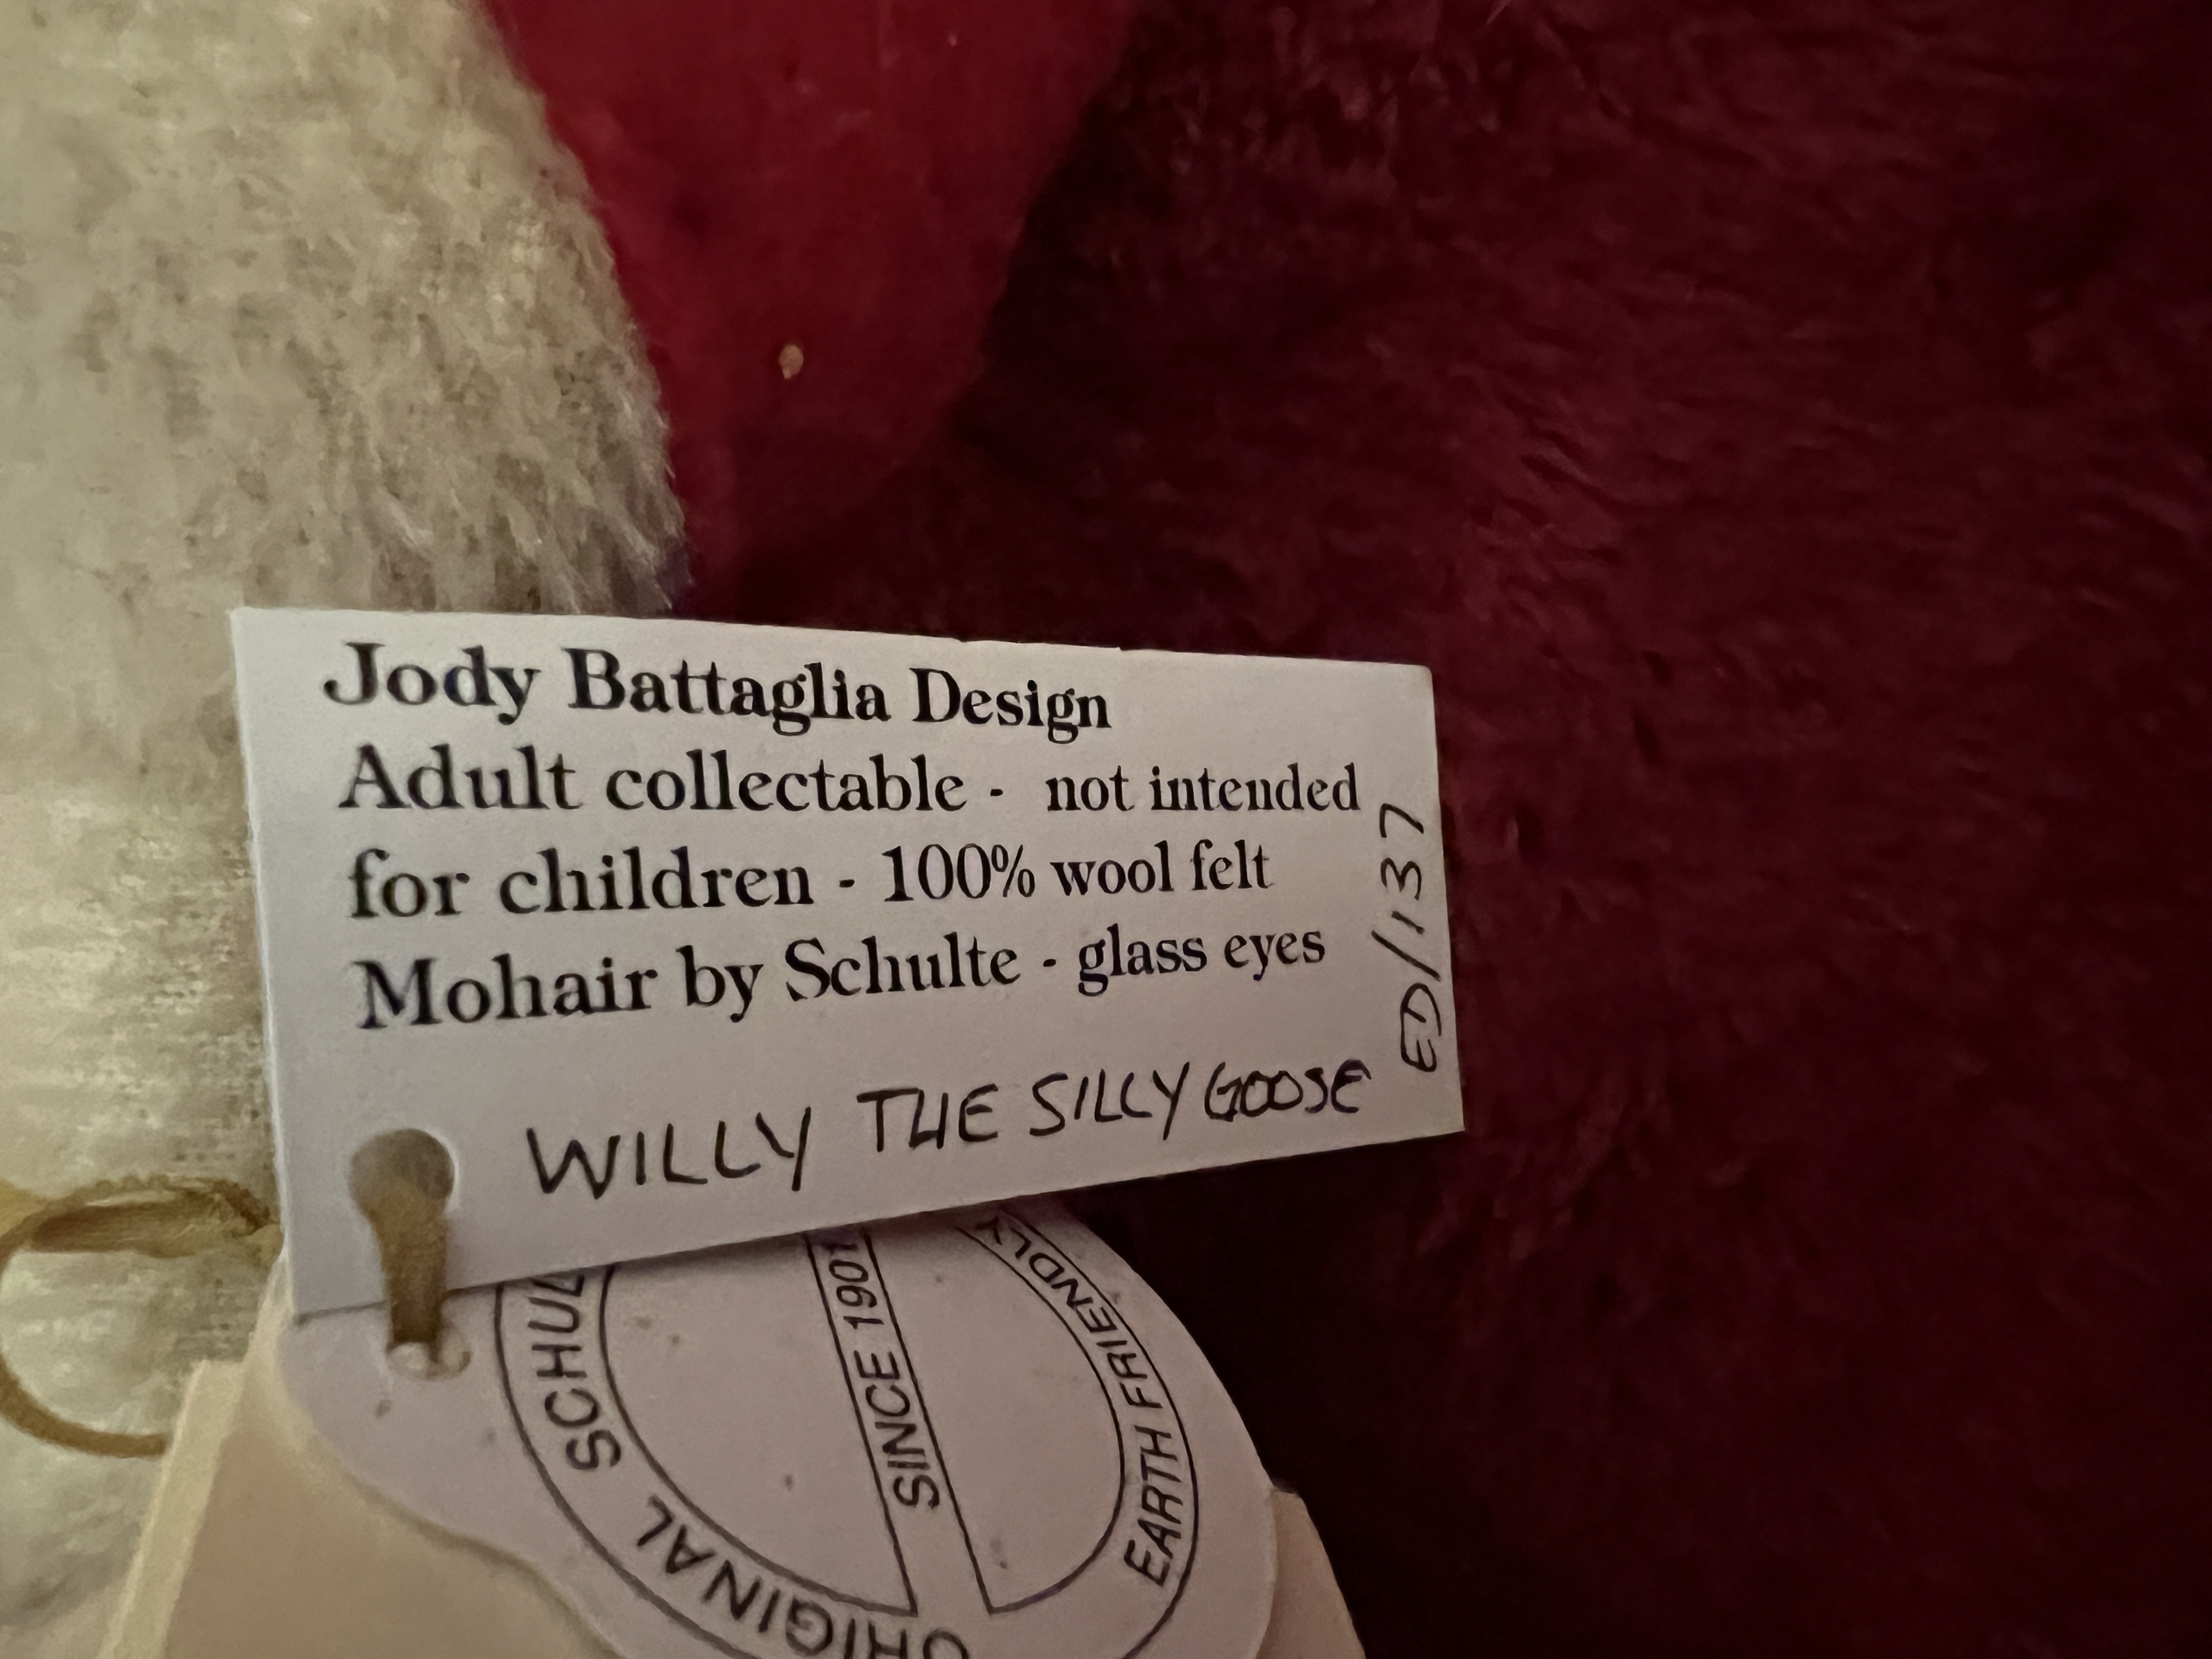 Jody Battaglia Design
Adult collectable - not intended
for children - 100% wool felt
Mohair by Schulte - glass eyes
WILLY THE SILLY GOOSE
ED/137
SINCE 1901
EARTH FRIENDLY